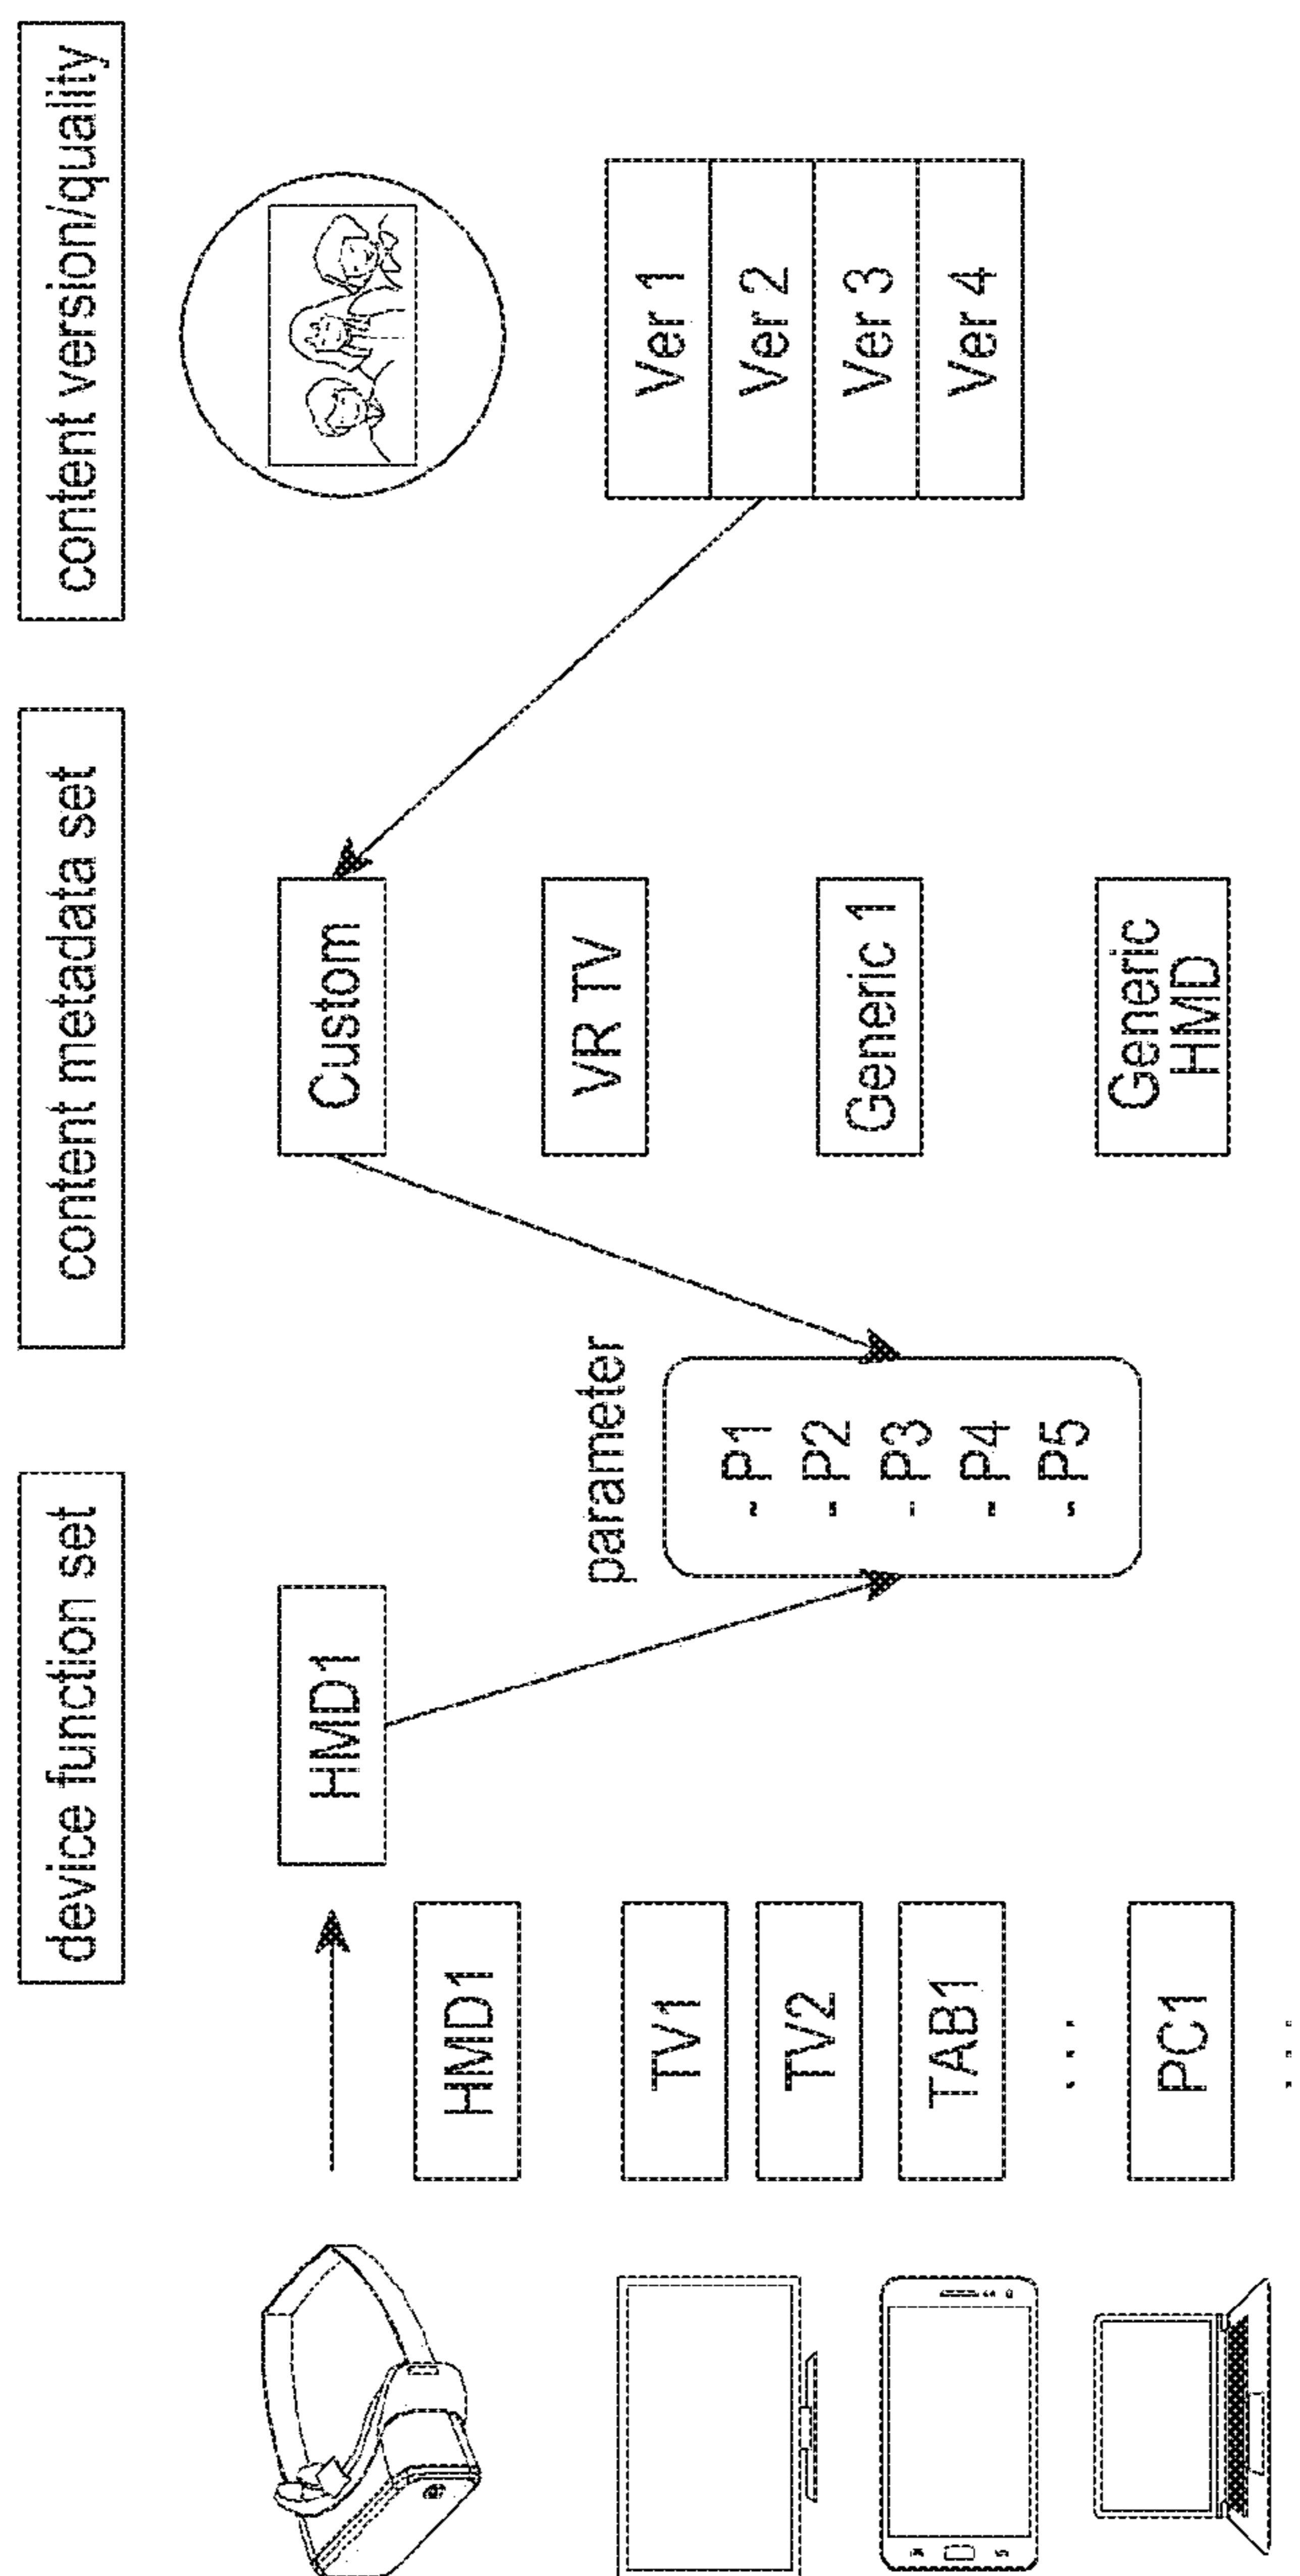 device function set
content metadata set
content version/quality
HMD1
HMD1
TV1
TV2
TAB1
PC1
parameter
P1
P2
P3
P4
P5
Custom
VR TV
Generic 1
Generic
HMD
Ver 1
Ver 2
Ver 3
Ver 4